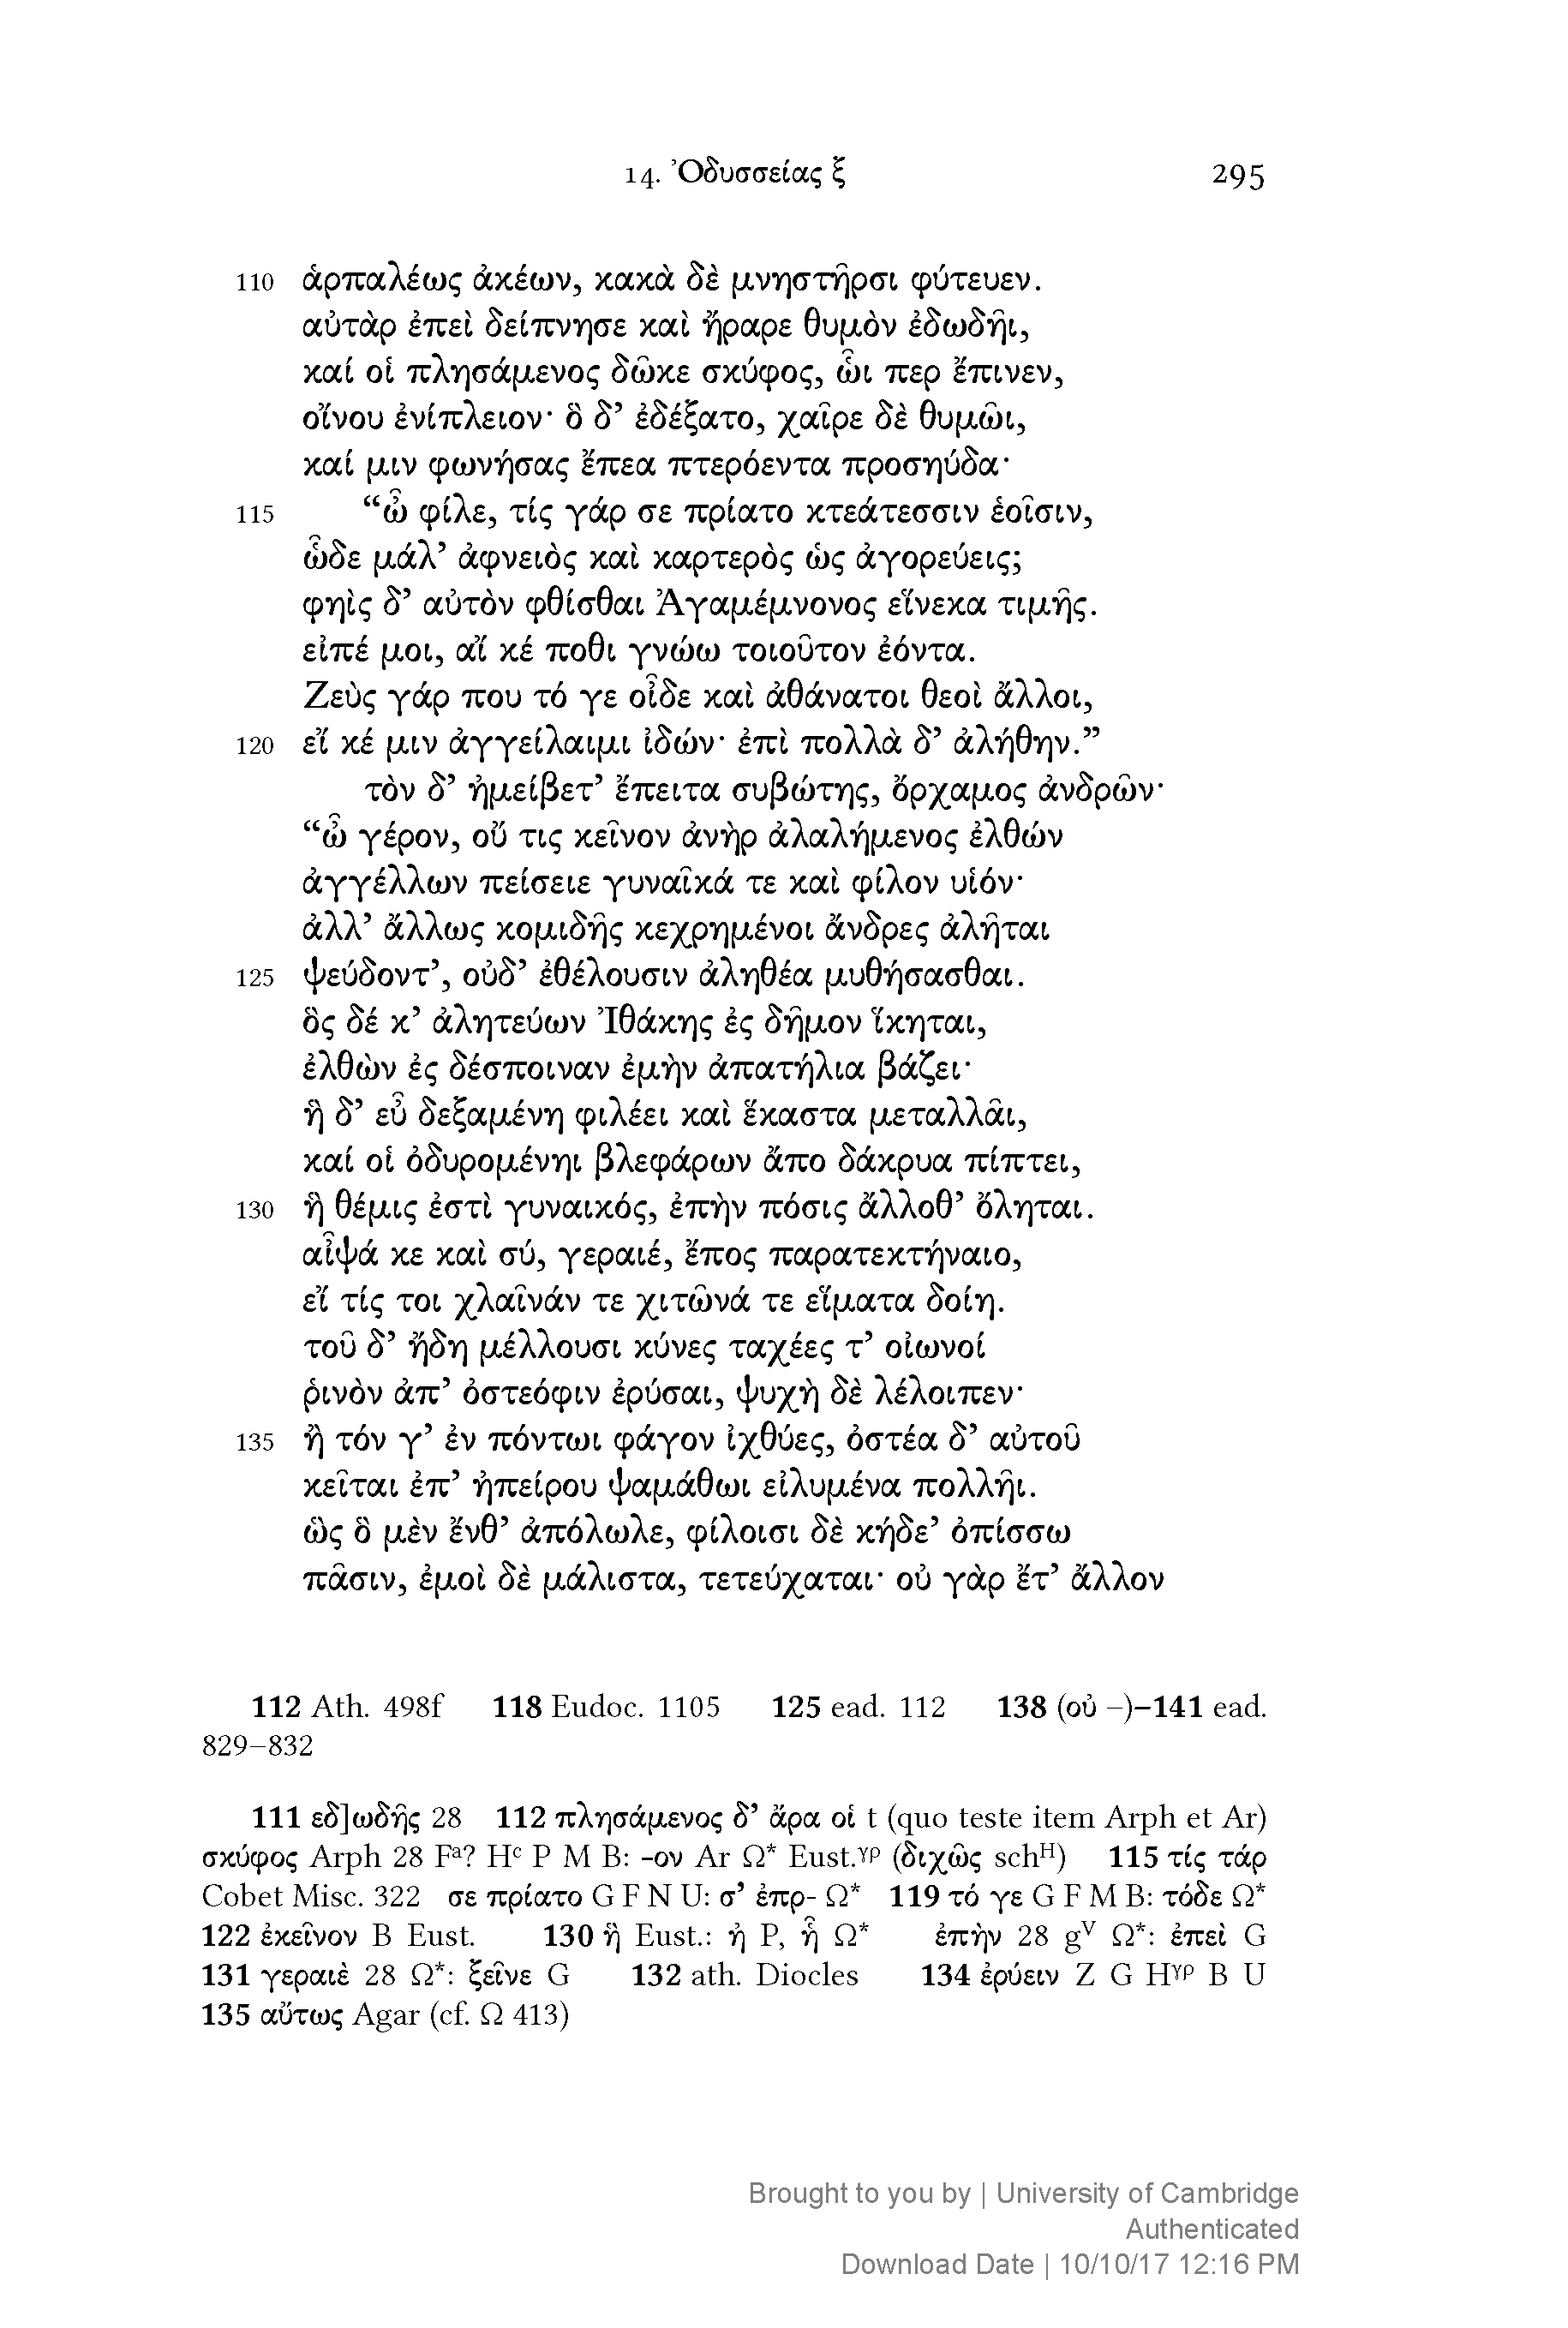 14. Ὀδυσσείας ξ 295
110 ἁρπαλέως ἀκέων, κακὰ δὲ μνηστῆρσι φύτευεν.
αὐτὰρ ἐπεὶ δείπνησε καὶ ἤραρε θυμὸν ἐδωδῆι,
καί οἱ πλησάμενος δῶκε σκύφος, ὧι περ ἔπινεν,
οἴνου ἐνίπλειον· ὃ δ’ ἐδέξατο, χαῖρε δὲ θυμῶι,
καί μιν φωνήσας ἔπεα πτερόεντα προσηύδα·
115 “ὦ φίλε, τίς γάρ σε πρίατο κτεάτεσσιν ἑοῖσιν,
ὧδε μάλ’ ἀφνειὸς καὶ καρτερὸς ὡς ἀγορεύεις;
φηὶς δ’ αὐτὸν φθίσθαι Ἀγαμέμνονος εἵνεκα τιμῆς.
εἰπέ μοι, αἴ κέ ποθι γνώω τοιοῦτον ἐόντα.
Ζεὺς γάρ που τό γε οἶδε καὶ ἀθάνατοι θεοὶ ἄλλοι,
120 εἴ κέ μιν ἀγγείλαιμι ἰδών· ἐπὶ πολλὰ δ’ ἀλήθην.”
τὸν δ’ ἠμείβετ’ ἔπειτα συβώτης, ὄρχαμος ἀνδρῶν·
“ὦ γέρον, οὔ τις κεῖνον ἀνὴρ ἀλαλήμενος ἐλθών
ἀγγέλλων πείσειε γυναῖκά τε καὶ φίλον υἱόν·
ἀλλ’ ἄλλως κομιδῆς κεχρημένοι ἄνδρες ἀλῆται
125 ψεύδοντ’, οὐδ’ ἐθέλουσιν ἀληθέα μυθήσασθαι.
ὃς δέ κ’ ἀλητεύων Ἰθάκης ἐς δῆμον ἵκηται,
ἐλθὼν ἐς δέσποιναν ἐμὴν ἀπατήλια βάζει·
ἣ δ’ εὖ δεξαμένη φιλέει καὶ ἕκαστα μεταλλᾶι,
καί οἱ ὀδυρομένηι βλεφάρων ἄπο δάκρυα πίπτει,
130 ἣ θέμις ἐστὶ γυναικός, ἐπὴν πόσις ἄλλοθ’ ὄληται.
αἶψά κε καὶ σύ, γεραιέ, ἔπος παρατεκτήναιο,
εἴ τίς τοι χλαῖνάν τε χιτῶνά τε εἵματα δοίη.
τοῦ δ’ ἤδη μέλλουσι κύνες ταχέες τ’ οἰωνοί
ῥινὸν ἀπ’ ὀστεόφιν ἐρύσαι, ψυχὴ δὲ λέλοιπεν·
135 ἢ τόν γ’ ἐν πόντωι φάγον ἰχθύες, ὀστέα δ’ αὐτοῦ
κεῖται ἐπ’ ἠπείρου ψαμάθωι εἰλυμένα πολλῆι.
ὣς ὃ μὲν ἔνθ’ ἀπόλωλε, φίλοισι δὲ κήδε’ ὀπίσσω
πᾶσιν, ἐμοὶ δὲ μάλιστα, τετεύχαται· οὐ γὰρ ἔτ’ ἄλλον
112 Ath. 498f 118 Eudoc. 1105 125 ead. 112 138 (οὐ –)–141 ead.
829–832
111 εδ]ωδῆς 28 112 πλησάμενος δ’ ἄρα οἱ t (quo teste item Arph et Ar)
σκύφος Arph 28 Fᵃ? Hᶜ P M B: -ον Ar Ω* Eust.ᵞᵖ (διχῶς schᴴ) 115 τίς τάρ
Cobet Misc. 322 σε πρίατο G F N U: σ’ ἐπρ- Ω* 119 τό γε G F M B: τόδε Ω*
122 ἐκεῖνον B Eust. 130 ἣ Eust.: ἠ P, ἧ Ω* ἐπὴν 28 gⱽ Ω*: ἐπεὶ G
131 γεραιὲ 28 Ω*: ξεῖνε G 132 ath. Diocles 134 ἐρύειν Z G Hᵞᵖ B U
135 αὔτως Agar (cf. Ω 413)
Brought to you by | University of Cambridge
Authenticated
Download Date | 10/10/17 12:16 PM